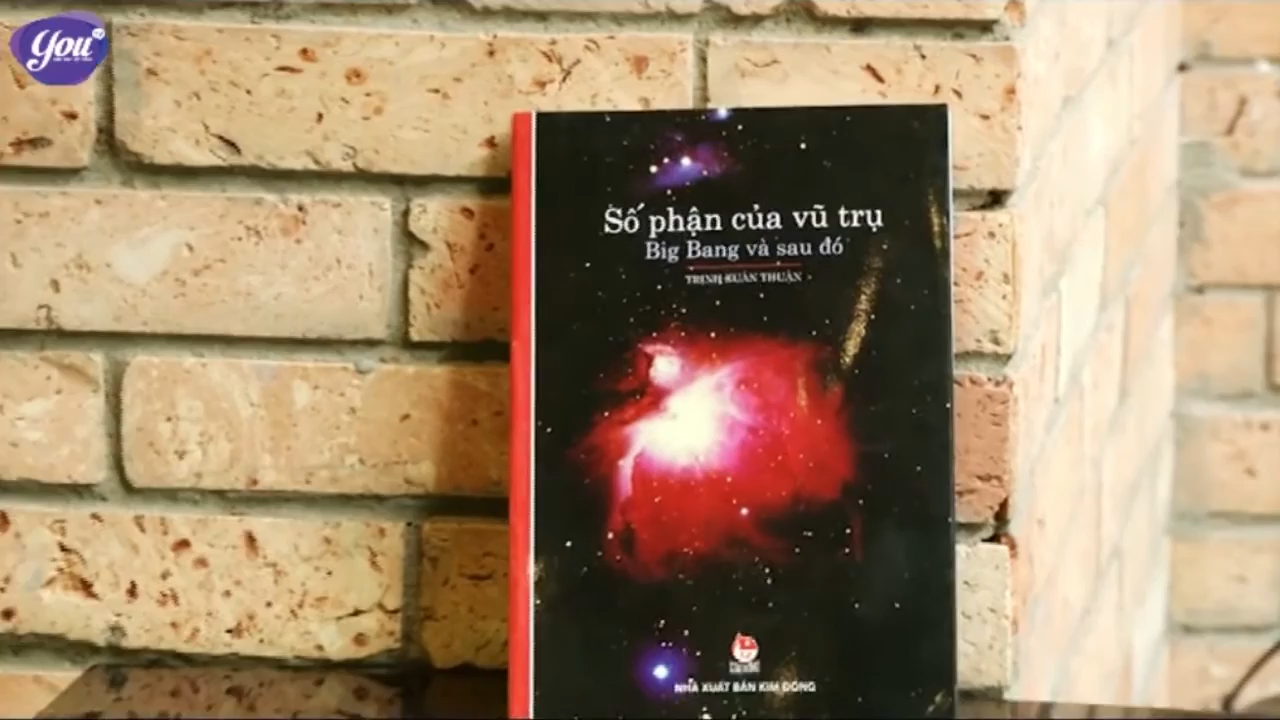 You TV
Số phận của vũ trụ
Big Bang và sau đó
TRỊNH XUÂN THUẬN
NHÀ XUẤT BẢN KIM ĐỒNG